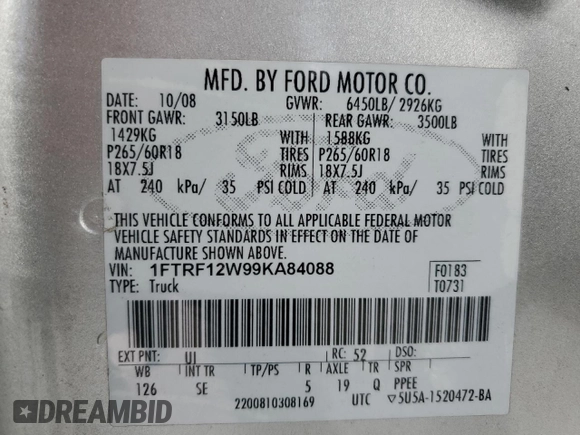 MFD. BY FORD MOTOR CO.
DATE: 10/08 GVWR: 6450LB/ 2926KG
FRONT GAWR: 3150LB REAR GAWR: 3500LB
1429KG WITH 1588KG WITH
P265/60R18 TIRES P265/60R18 TIRES
18X7.5J RIMS 18X7.5J RIMS
AT 240 kPa/ 35 PSI COLD AT 240 kPa/ 35 PSI COLD
THIS VEHICLE CONFORMS TO ALL APPLICABLE FEDERAL MOTOR
VEHICLE SAFETY STANDARDS IN EFFECT ON THE DATE OF
MANUFACTURE SHOWN ABOVE.
VIN: 1FTRF12W99KA84088 F0183
TYPE: Truck T0731
EXT PNT: UI RC: 52 DSO:
WB INT TR TP/PS R AXLE TR SPR
126 SE 5 19 Q PPEE
2200810308169 UTC ▽5U5A-1520472-BA
Ford
DREAMBID